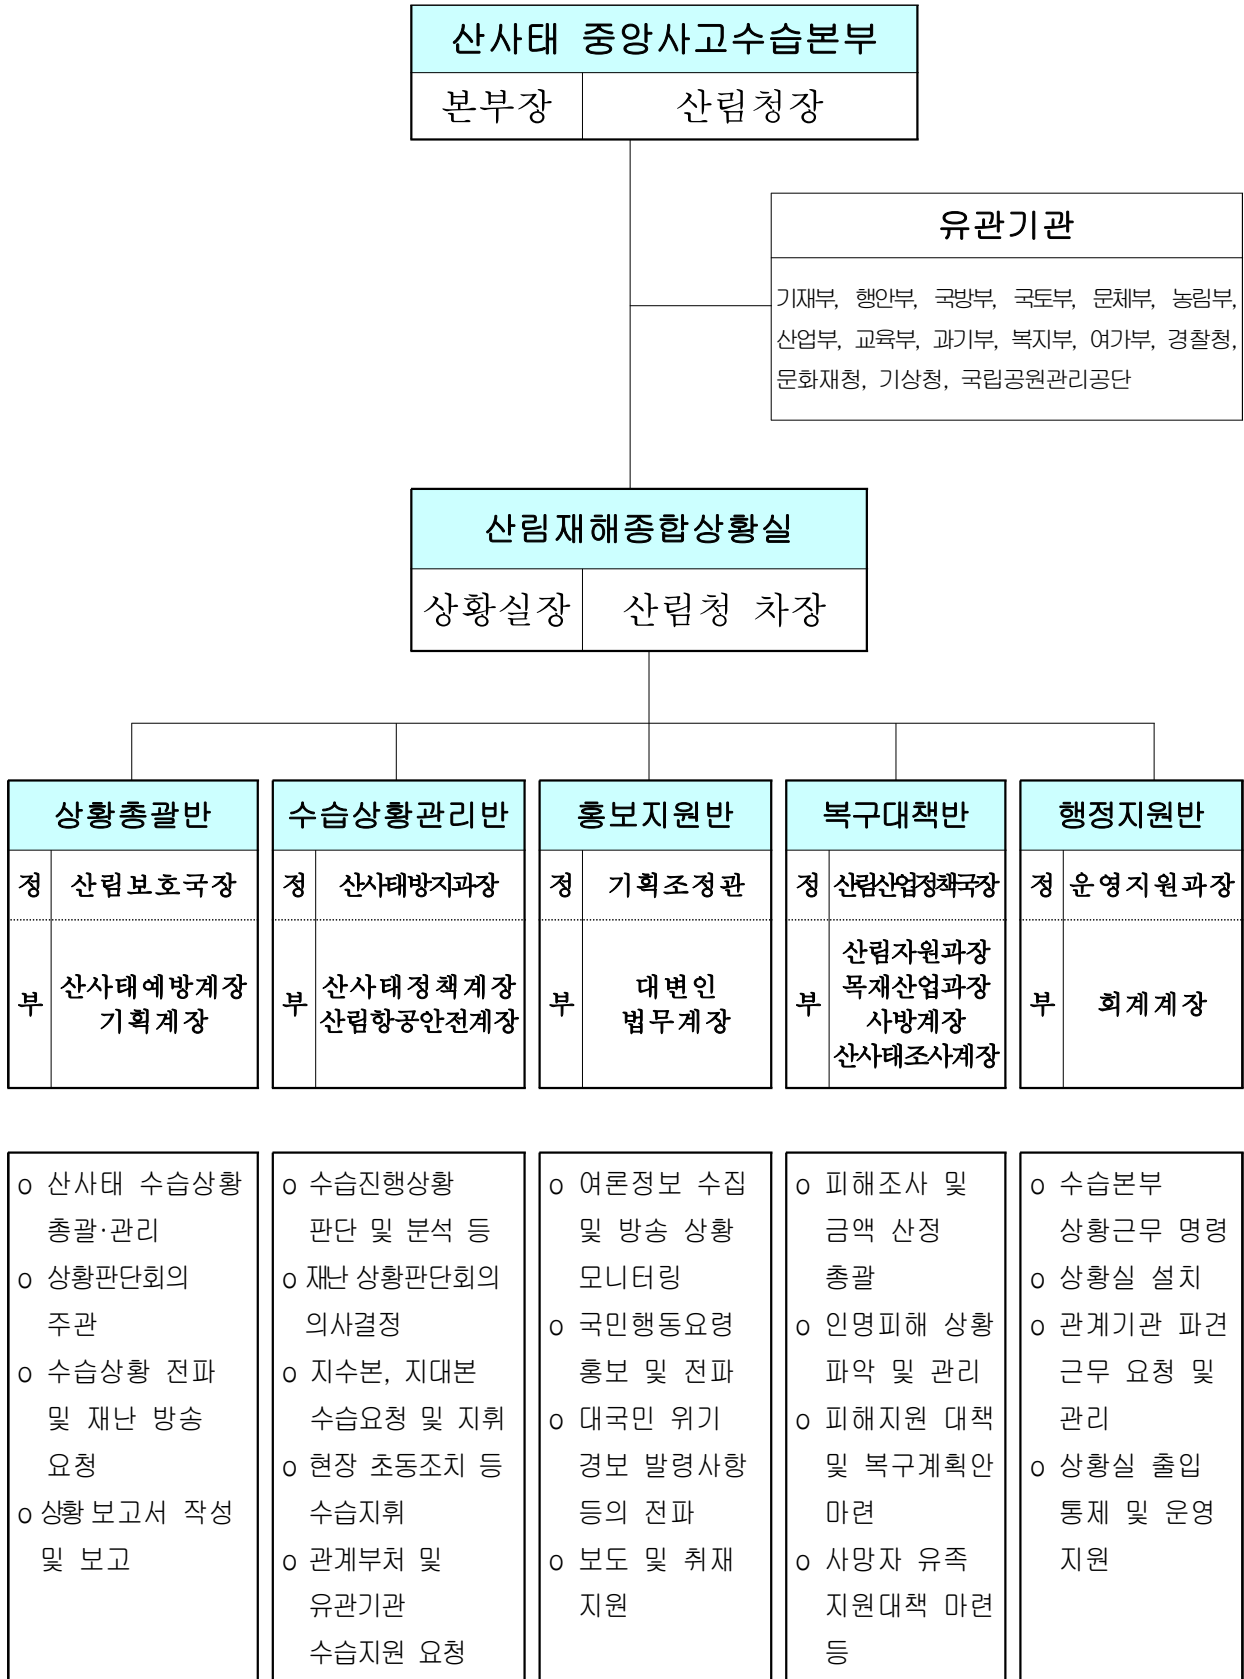 산사태 중앙사고수습본부
본부장 산림청장
유관기관
기재부, 행안부, 국방부, 국토부, 문체부, 농림부,
산업부, 교육부, 과기부, 복지부, 여가부, 경찰청,
문화재청, 기상청, 국립공원관리공단
산림재해종합상황실
상황실장 산림청 차장
상황총괄반
정 산림보호국장
부 산사태예방계장
기획계장
수습상황관리반
정 산사태방지과장
부 산사태정책계장
산림항공안전계장
홍보지원반
정 기획조정관
부 대변인
법무계장
복구대책반
정 산림산업정책국장
부 산림자원과장
목재산업과장
사방계장
산사태조사계장
행정지원반
정 운영지원과장
부 회계계장
o 산사태 수습상황
총괄·관리
o 상황판단회의
주관
o 수습상황 전파
및 재난 방송
요청
o 상황 보고서 작성
및 보고
o 수습진행상황
판단 및 분석 등
o 재난 상황판단회의
의사결정
o 지수본, 지대본
수습요청 및 지휘
o 현장 초동조치 등
수습지휘
o 관계부처 및
유관기관
수습지원 요청
o 여론정보 수집
및 방송 상황
모니터링
o 국민행동요령
홍보 및 전파
o 대국민 위기
경보 발령사항
등의 전파
o 보도 및 취재
지원
o 피해조사 및
금액 산정
총괄
o 인명피해 상황
파악 및 관리
o 피해지원 대책
및 복구계획안
마련
o 사망자 유족
지원대책 마련
등
o 수습본부
상황근무 명령
o 상황실 설치
o 관계기관 파견
근무 요청 및
관리
o 상황실 출입
통제 및 운영
지원